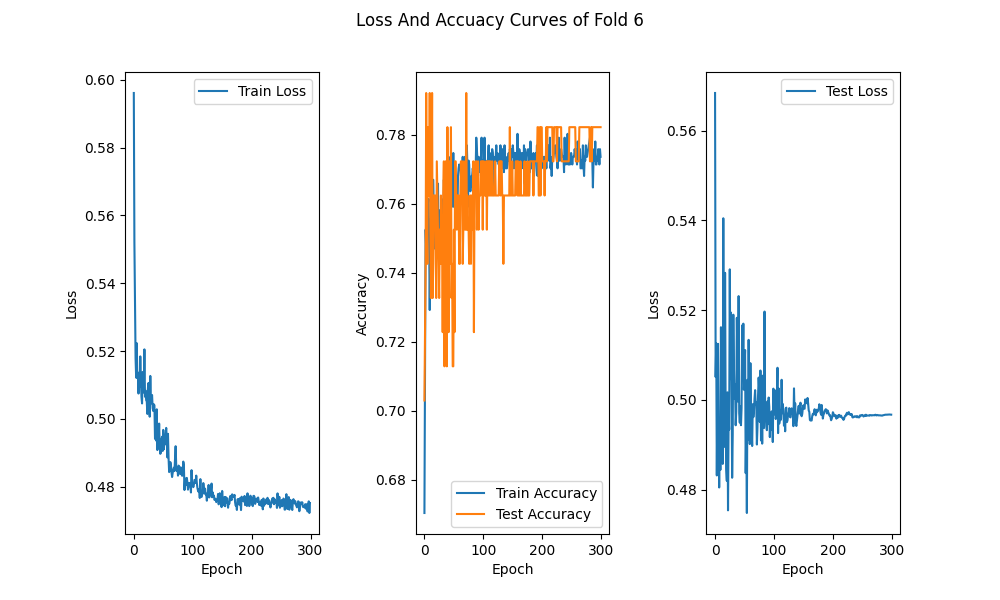 Loss And Accuacy Curves of Fold 6
Train Loss
0.60
0.58
0.56
0.54
0.52
0.50
0.48
Loss
0 100 200 300
Epoch
0.78
0.76
0.74
0.72
0.70
0.68
Accuracy
Train Accuracy
Test Accuracy
0 100 200 300
Epoch
Test Loss
0.56
0.54
0.52
0.50
0.48
Loss
0 100 200 300
Epoch